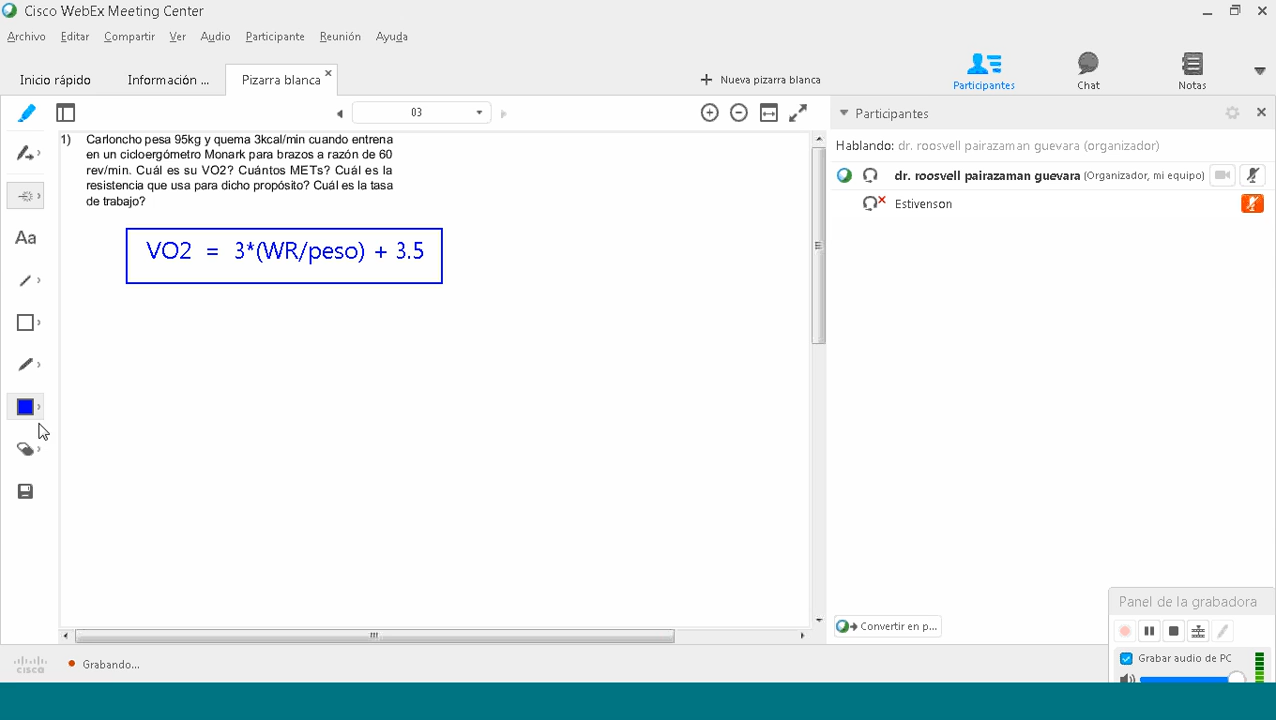 Cisco WebEx Meeting Center
Archivo Editar Compartir Ver Audio Participante Reunión Ayuda
Inicio rápido Información ... Pizarra blanca Nueva pizarra blanca
Participantes Chat Notas
03
Participantes
1) Carloncho pesa 95kg y quema 3kcal/min cuando entrena
en un cicloergómetro Monark para brazos a razón de 60
rev/min. Cuál es su VO2? Cuántos METs? Cuál es la
resistencia que usa para dicho propósito? Cuál es la tasa
de trabajo?
Hablando: dr. roosvell pairazaman guevara (organizador)
dr. roosvell pairazaman guevara (Organizador, mi equipo)
Estivenson
Aa
VO2 = 3*(WR/peso) + 3.5
Convertir en p...
Panel de la grabadora
Grabar audio de PC
cisco
Grabando...